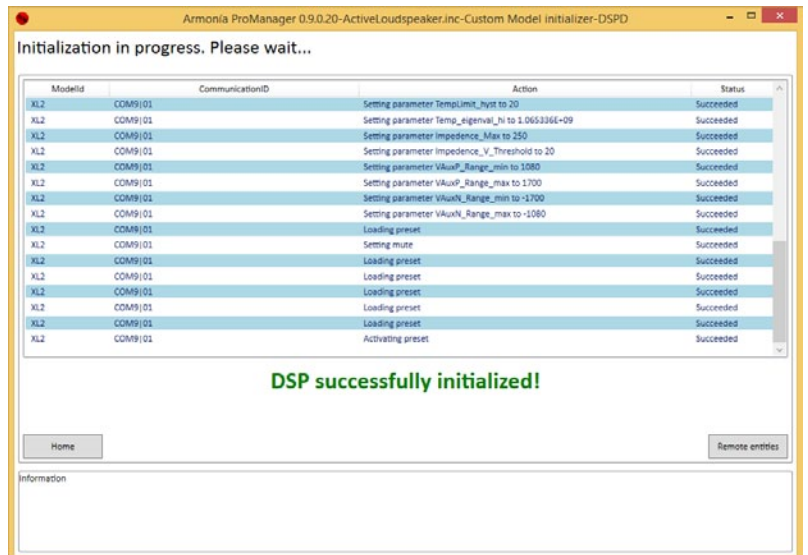 Armonía ProManager 0.9.0.20-ActiveLoudspeaker.inc-Custom Model initializer-DSPD
Initialization in progress. Please wait...
ModelId CommunicationID Action Status
XL2 COM9|01 Setting parameter TempLimit_hyst to 20 Succeeded
XL2 COM9|01 Setting parameter Temp_eigenval_hi to 1.065336E+09 Succeeded
XL2 COM9|01 Setting parameter Impedence_Max to 250 Succeeded
XL2 COM9|01 Setting parameter Impedence_V_Threshold to 20 Succeeded
XL2 COM9|01 Setting parameter VAuxP_Range_min to 1080 Succeeded
XL2 COM9|01 Setting parameter VAuxP_Range_max to 1700 Succeeded
XL2 COM9|01 Setting parameter VAuxN_Range_min to -1700 Succeeded
XL2 COM9|01 Setting parameter VAuxN_Range_max to -1080 Succeeded
XL2 COM9|01 Loading preset Succeeded
XL2 COM9|01 Setting mute Succeeded
XL2 COM9|01 Loading preset Succeeded
XL2 COM9|01 Loading preset Succeeded
XL2 COM9|01 Loading preset Succeeded
XL2 COM9|01 Loading preset Succeeded
XL2 COM9|01 Loading preset Succeeded
XL2 COM9|01 Activating preset Succeeded
DSP successfully initialized!
Home Remote entitles
Information